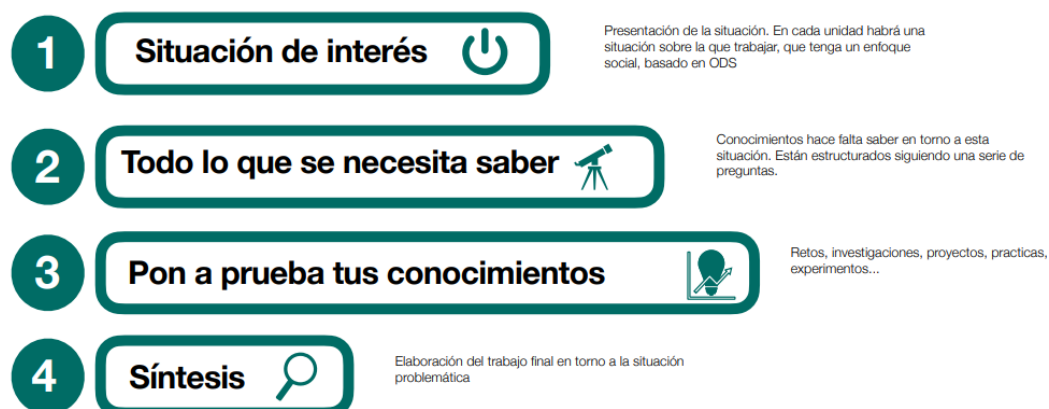 1
Situación de interés
Presentación de la situación. En cada unidad habrá una
situación sobre la que trabajar, que tenga un enfoque
social, basado en ODS
2
Todo lo que se necesita saber
Conocimientos hace falta saber en torno a esta
situación. Están estructurados siguiendo una serie de
preguntas.
3
Pon a prueba tus conocimientos
Retos, investigaciones, proyectos, practicas,
experimentos...
4
Síntesis
Elaboración del trabajo final en torno a la situación
problemática